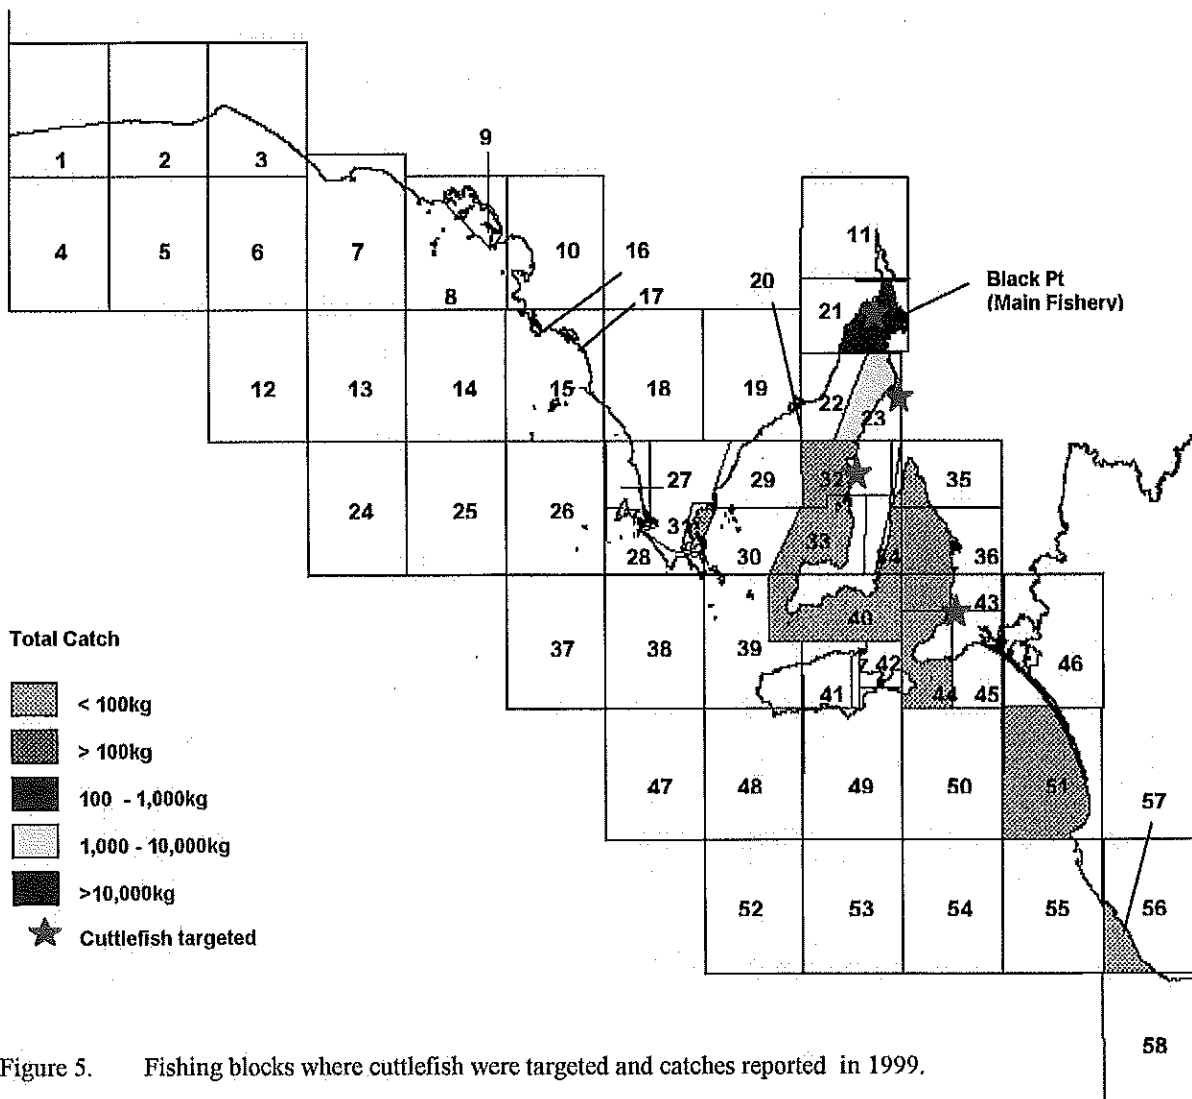 9
1 2 3
11
4 5 6 7 10 16
Black Pt
(Main Fishery)
20
8 17
21
12 13 14 15 18 19 22
23
27 29 32 35
24 25 26 31
33 34 36
28 30
43
40
37 38 39 42 46
41 44 45
Total Catch
< 100kg
> 100kg
100 - 1,000kg
1,000 - 10,000kg
>10,000kg
Cuttlefish targeted
47 48 49 50 51
57
52 53 54 55 56
58
Figure 5. Fishing blocks where cuttlefish were targeted and catches reported in 1999.